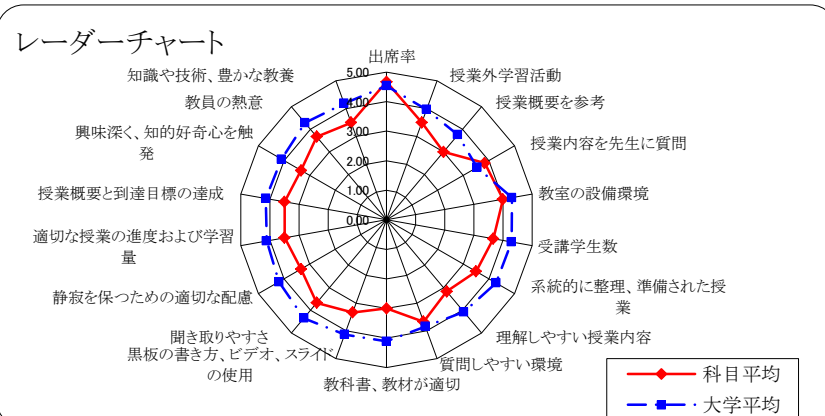 レーダーチャート
出席率
授業外学習活動
授業概要を参考
授業内容を先生に質問
教室の設備環境
受講学生数
系統的に整理、準備された授
業
理解しやすい授業内容
質問しやすい環境
教科書、教材が適切
黒板の書き方、ビデオ、スライド
の使用
聞き取りやすさ
静寂を保つための適切な配慮
適切な授業の進度および学習
量
授業概要と到達目標の達成
興味深く、知的好奇心を触
発
教員の熱意
知識や技術、豊かな教養
5.00
4.00
3.00
2.00
1.00
0.00
科目平均
大学平均